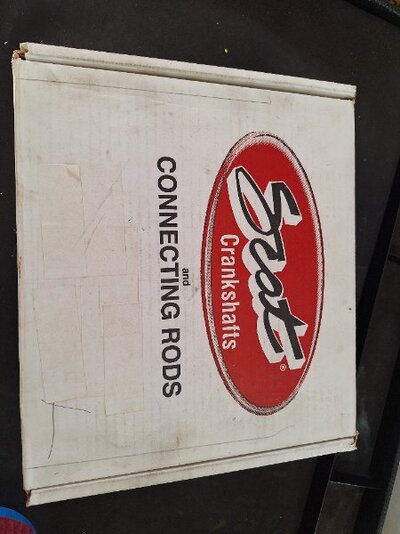 Scat®
Crankshafts
and
CONNECTING RODS